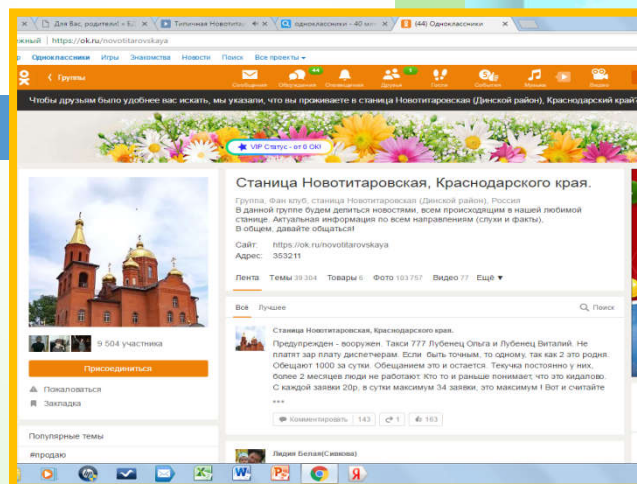 Для Вас, родители! « Б
Типичная Новотита
одноклассники - 40 м
(44) Одноклассники
https://ok.ru/novotitarovskaya
Одноклассники Игры Знакомства Новости Поиск Все проекты
Группы
44
1
Сообщения Обсуждения Оповещения Друзья Гости События Музыка Видео
Чтобы друзьям было удобнее вас искать, мы указали, что вы проживаете в станица Новотитаровская (Динской район), Краснодарский край?
VIP Статус - от 0 OK!
Станица Новотитаровская, Краснодарского края.
Группа, Фан клуб, станица Новотитаровская (Динской район), Россия
В данной группе будем делиться новостями, всем происходящим в нашей любимой
станице. Актуальная информация по всем направлениям (слухи и факты).
В общем, давайте общаться!
Сайт: https://ok.ru/novotitarovskaya
Адрес: 353211
Лента Темы 39 304 Товары 6 Фото 103 757 Видео 77 Ещё ▾
Всё Лучшее Поиск
9 504 участника
Присоединиться
Пожаловаться
Закладка
Популярные темы
#продаю
Станица Новотитаровская, Краснодарского края.
Предупрежден - вооружен. Такси 777 Лубенец Ольга и Лубенец Виталий. Не
платят зар плату диспетчерам. Если быть точным, то одному, так как 2 это родня.
Обещают 1000 за сутки. Обещанием это и остается. Текучка постоянно у них,
более 2 месяцев люди не работают. Кто то и раньше понимает, что это кидалово.
С каждой заявки 20р, в сутки максимум 34 заявки, это максимум ! Вот и считайте
•••
Комментировать 143 1 163
Лидия Белая(Сивкова)